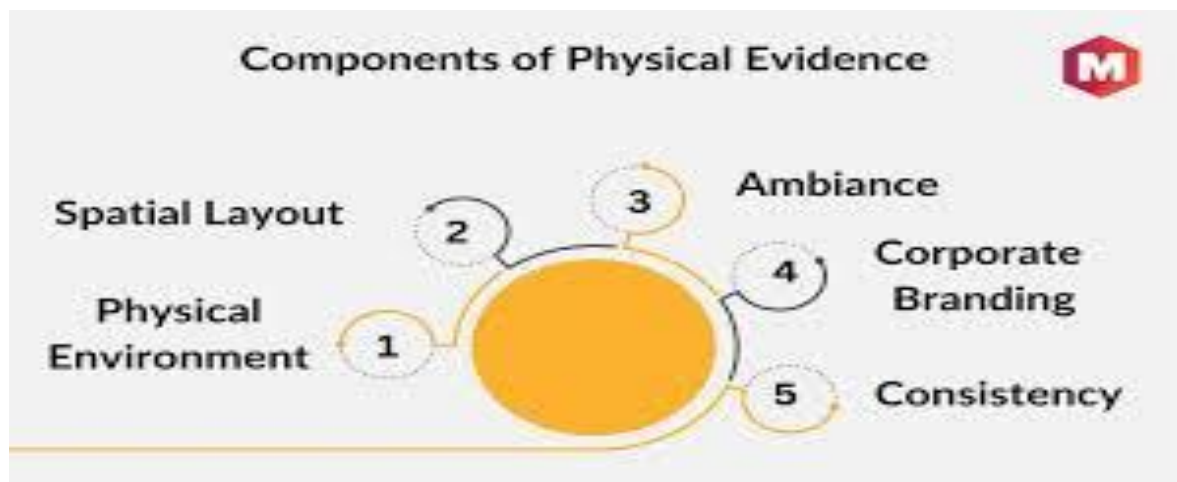 Components of Physical Evidence
M
Spatial Layout
2
3
Ambiance
4
Corporate
Branding
Physical
Environment
1
5
Consistency